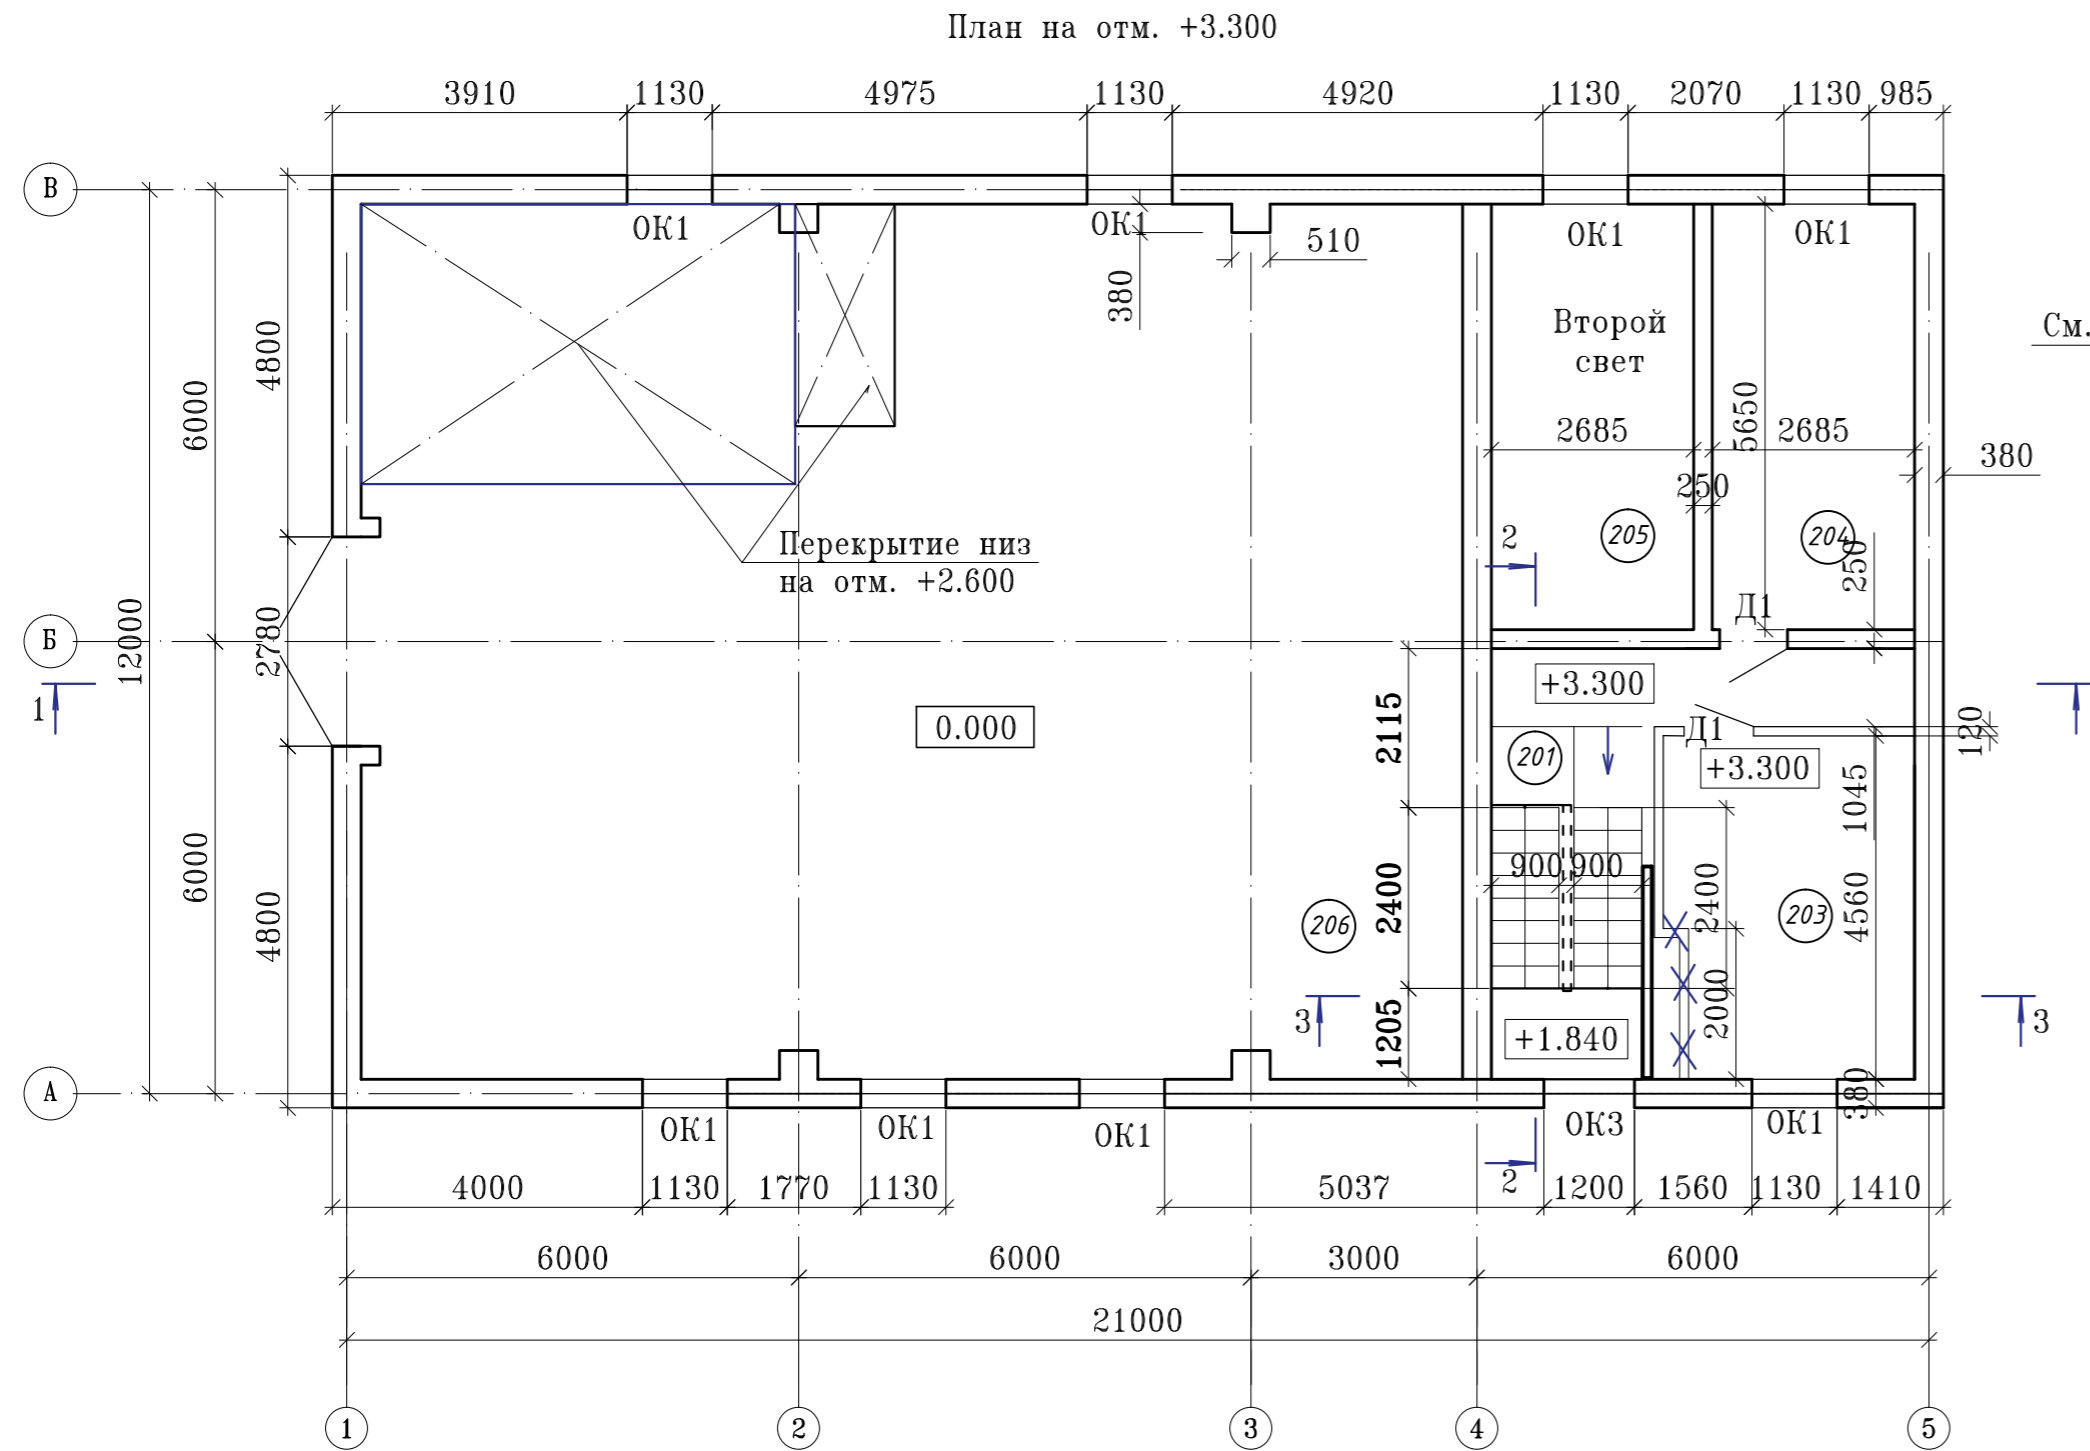 План на отм. +3.300
3910 1130 4975 1130 4920 1130 2070 1130 985
В
ОК1
ОК1
510
ОК1
ОК1
380
Второй
свет
См.
4800
6000
5650
2685
2685
380
250
2
205
204
250
Перекрытие низ
на отм. +2.600
Д1
Б
12000
2780
+3.300
1
0.000
2115
Д1
120
201
+3.300
1045
900 900
6000
4800
2400
2400
4560
206
203
3
1205
+1.840
2000
3
А
380
ОК1
ОК1
ОК1
ОК3
ОК1
4000 1130 1770 1130 5037 2 1200 1560 1130 1410
6000 6000 3000 6000
21000
1 2 3 4 5